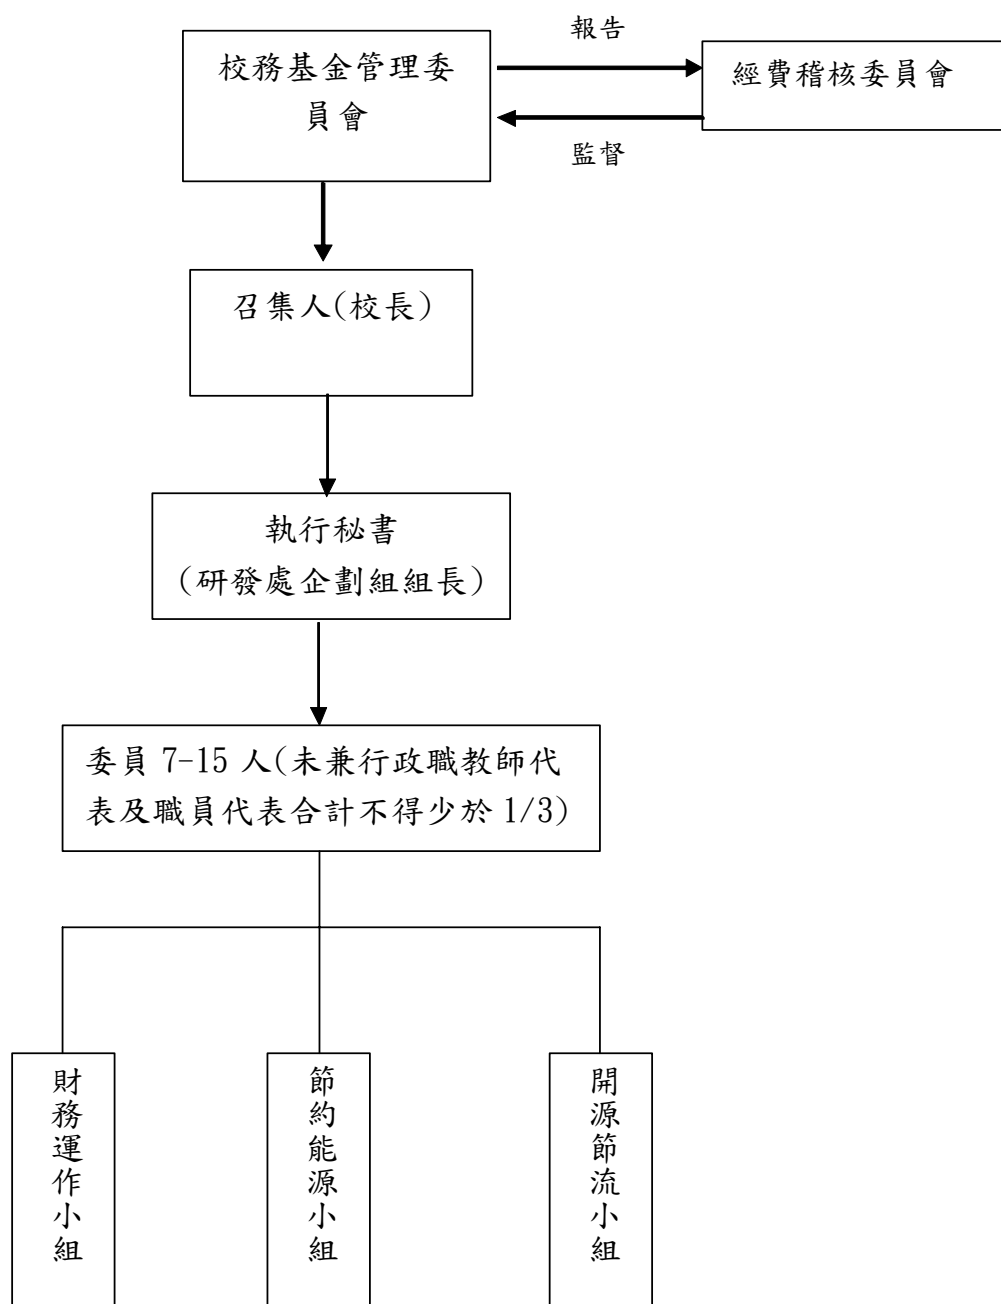 報告
校務基金管理委
員會
經費稽核委員會
監督
召集人(校長)
執行秘書
(研發處企劃組組長)
委員 7-15 人(未兼行政職教師代
表及職員代表合計不得少於 1/3)
財務運作小組
節約能源小組
開源節流小組